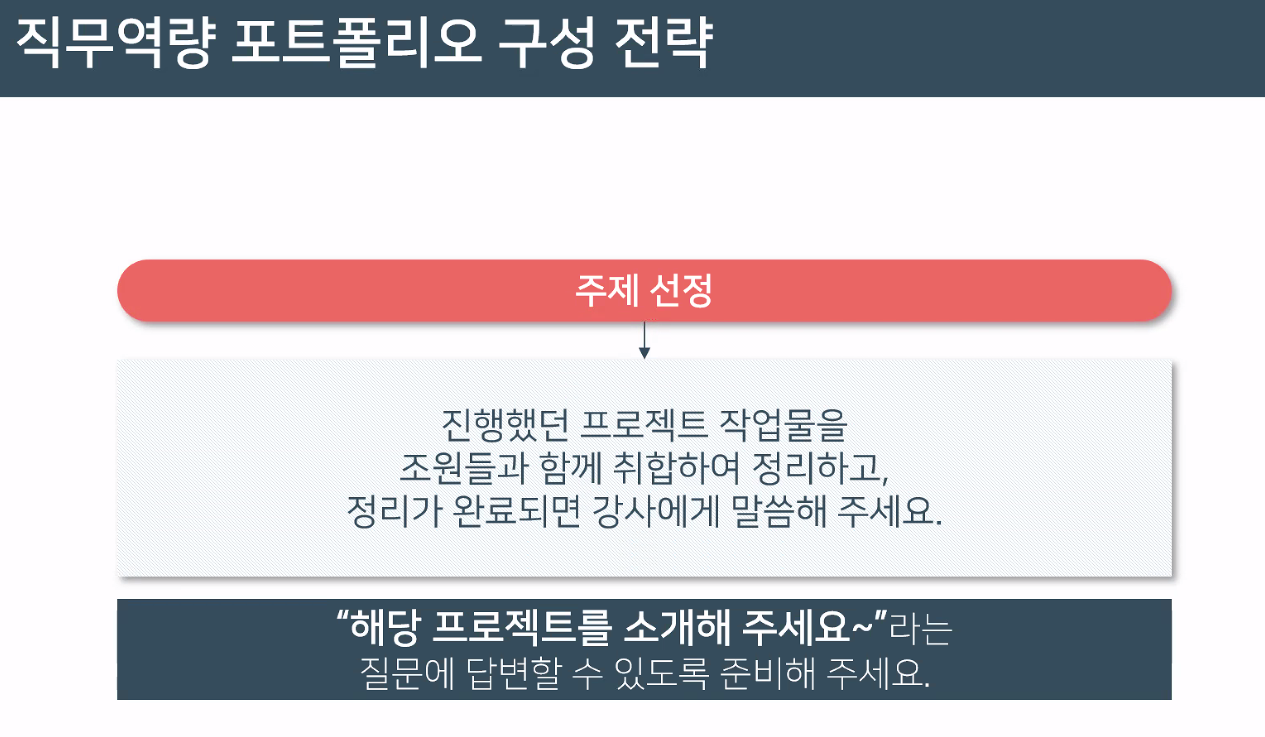 직무역량 포트폴리오 구성 전략
주제 선정
진행했던 프로젝트 작업물을
조원들과 함께 취합하여 정리하고,
정리가 완료되면 강사에게 말씀해 주세요.
“해당 프로젝트를 소개해 주세요~”라는
질문에 답변할 수 있도록 준비해 주세요.